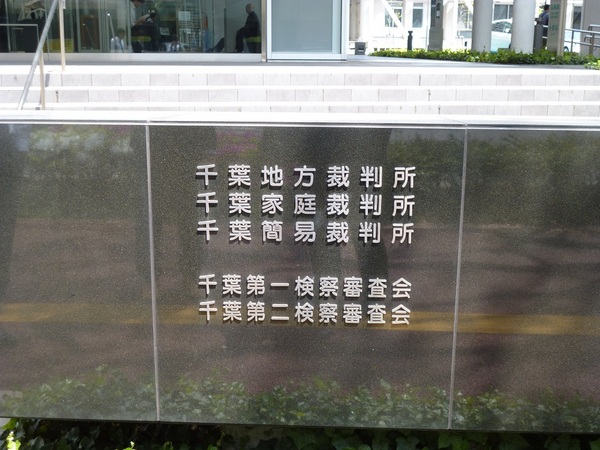 千葉地方裁判所
千葉家庭裁判所
千葉簡易裁判所
千葉第一検察審査会
千葉第二検察審査会